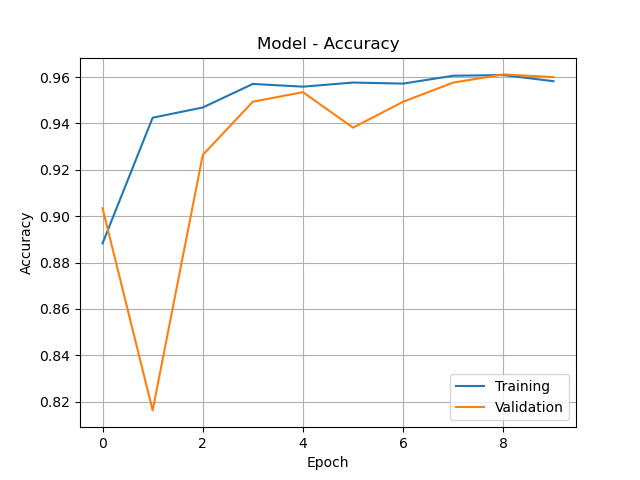 Model - Accuracy
0.96
0.94
0.92
0.90
0.88
0.86
0.84
0.82
Accuracy
Training
Validation
0 2 4 6 8
Epoch